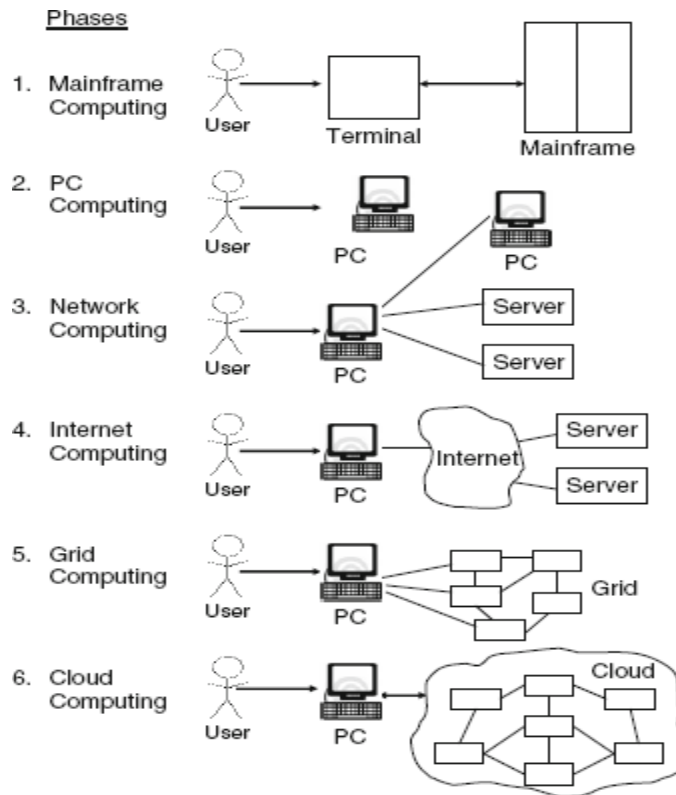 Phases
1. Mainframe
Computing
User
Terminal
Mainframe
2. PC
Computing
User
PC
PC
3. Network
Computing
User
PC
Server
Server
4. Internet
Computing
User
PC
Internet
Server
Server
5. Grid
Computing
User
PC
Grid
6. Cloud
Computing
User
PC
Cloud